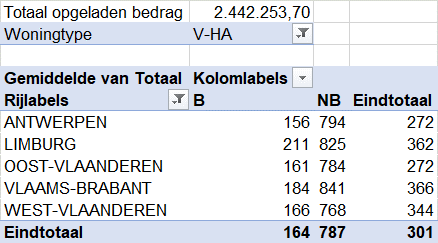 Totaal opgeladen bedrag 2.442.253,70
Woningtype V-HA
Gemiddelde van Totaal Kolomlabels
Rijlabels B NB Eindtotaal
ANTWERPEN 156 794 272
LIMBURG 211 825 362
OOST-VLAANDEREN 161 784 272
VLAAMS-BRABANT 184 841 366
WEST-VLAANDEREN 166 768 344
Eindtotaal 164 787 301